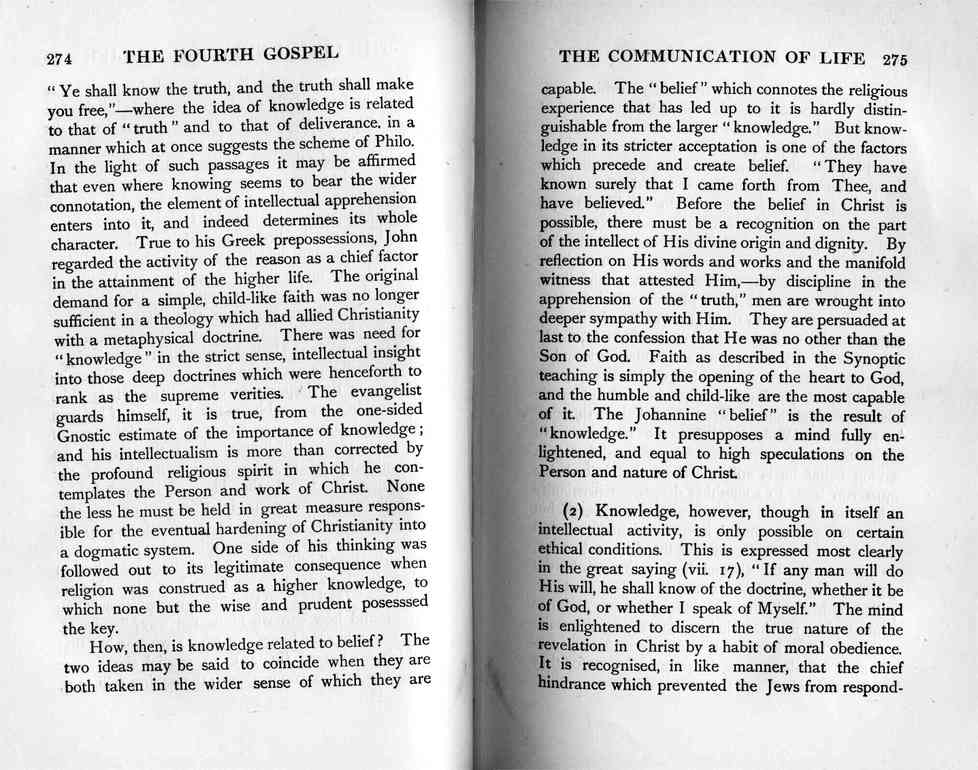 274 THE FOURTH GOSPEL
“ Ye shall know the truth, and the truth shall make
you free,”—where the idea of knowledge is related
to that of “ truth ” and to that of deliverance, in a
manner which at once suggests the scheme of Philo.
In the light of such passages it may be affirmed
that even where knowing seems to bear the wider
connotation, the element of intellectual apprehension
enters into it, and indeed determines its whole
character. True to his Greek prepossessions, John
regarded the activity of the reason as a chief factor
in the attainment of the higher life. The original
demand for a simple, child-like faith was no longer
sufficient in a theology which had allied Christianity
with a metaphysical doctrine. There was need for
“ knowledge ” in the strict sense, intellectual insight
into those deep doctrines which were henceforth to
rank as the supreme verities. The evangelist
guards himself, it is true, from the one-sided
Gnostic estimate of the importance of knowledge ;
and his intellectualism is more than corrected by
the profound religious spirit in which he con-
templates the Person and work of Christ. None
the less he must be held in great measure respons-
ible for the eventual hardening of Christianity into
a dogmatic system. One side of his thinking was
followed out to its legitimate consequence when
religion was construed as a higher knowledge, to
which none but the wise and prudent posesssed
the key.
How, then, is knowledge related to belief ? The
two ideas may be said to coincide when they are
both taken in the wider sense of which they are
THE COMMUNICATION OF LIFE 275
capable. The “ belief ” which connotes the religious
experience that has led up to it is hardly distin-
guishable from the larger “ knowledge.” But know-
ledge in its stricter acceptation is one of the factors
which precede and create belief. “ They have
known surely that I came forth from Thee, and
have believed.” Before the belief in Christ is
possible, there must be a recognition on the part
of the intellect of His divine origin and dignity. By
reflection on His words and works and the manifold
witness that attested Him,—by discipline in the
apprehension of the “ truth,” men are wrought into
deeper sympathy with Him. They are persuaded at
last to the confession that He was no other than the
Son of God. Faith as described in the Synoptic
teaching is simply the opening of the heart to God,
and the humble and child-like are the most capable
of it. The Johannine “ belief ” is the result of
“ knowledge.” It presupposes a mind fully en-
lightened, and equal to high speculations on the
Person and nature of Christ.
(2) Knowledge, however, though in itself an
intellectual activity, is only possible on certain
ethical conditions. This is expressed most clearly
in the great saying (vii. 17), “ If any man will do
His will, he shall know of the doctrine, whether it be
of God, or whether I speak of Myself.” The mind
is enlightened to discern the true nature of the
revelation in Christ by a habit of moral obedience.
It is recognised, in like manner, that the chief
hindrance which prevented the Jews from respond-